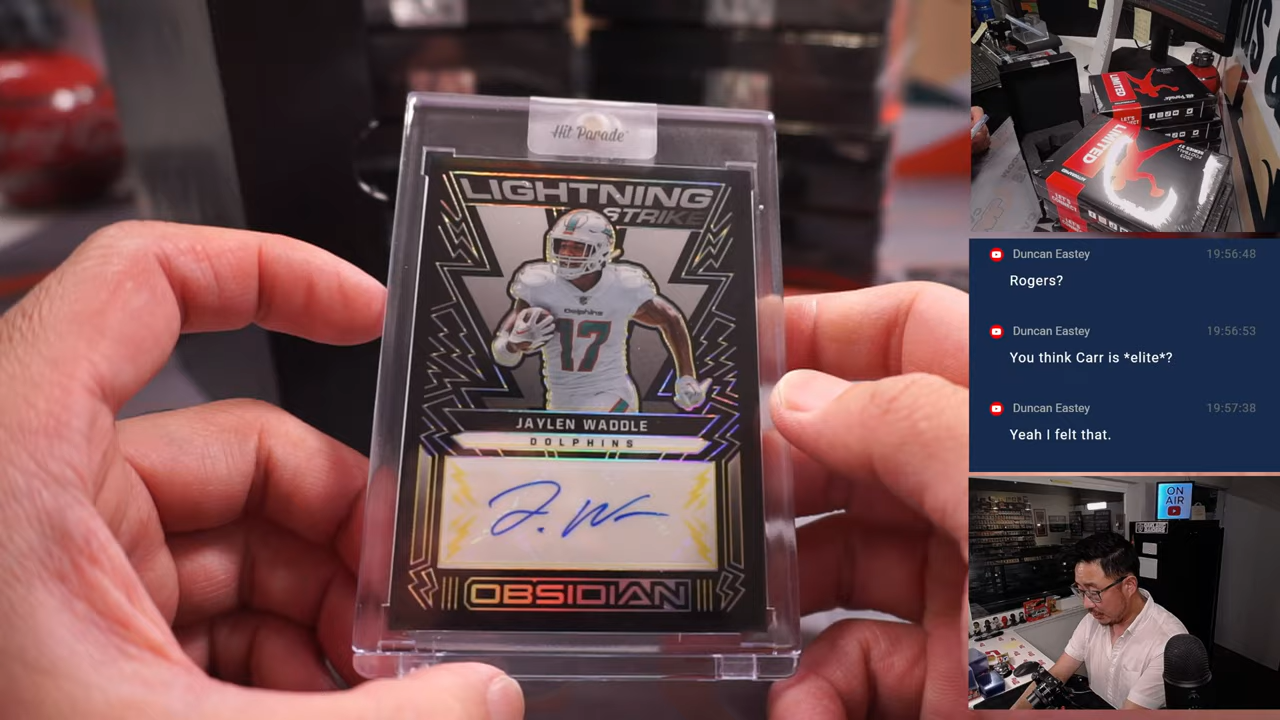 Hit Parade
LIGHTNING
STRIKE
Dolphins
17
JAYLEN WADDLE
DOLPHINS
J. W
OBSIDIAN
LIMITED
LIMITED
Duncan Eastey 19:56:48
Rogers?
Duncan Eastey 19:56:53
You think Carr is *elite*?
Duncan Eastey 19:57:38
Yeah I felt that.
ON
AIR